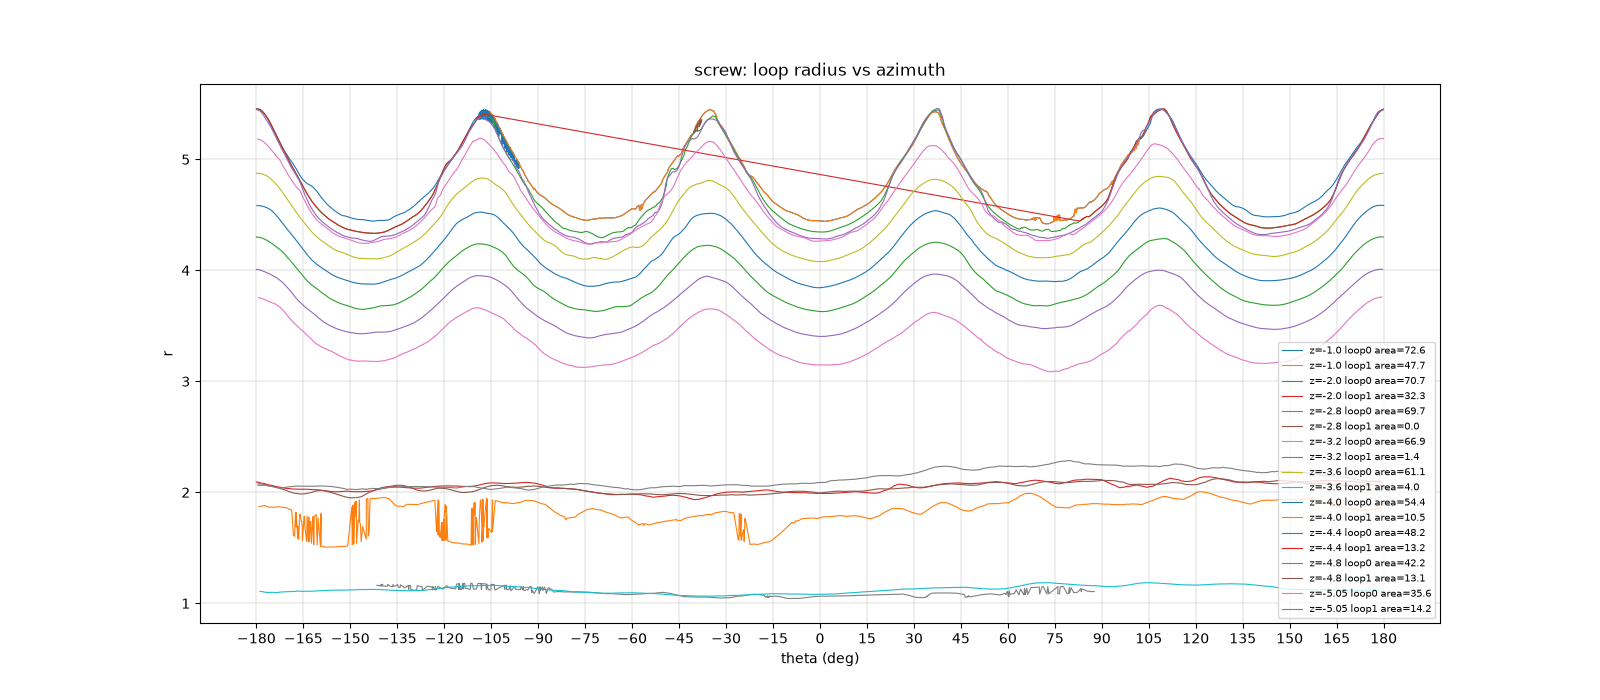 screw: loop radius vs azimuth
r
5
4
3
2
1
−180 −165 −150 −135 −120 −105 −90 −75 −60 −45 −30 −15 0 15 30 45 60 75 90 105 120 135 150 165 180
theta (deg)
z=-1.0 loop0 area=72.6
z=-1.0 loop1 area=47.7
z=-2.0 loop0 area=70.7
z=-2.0 loop1 area=32.3
z=-2.8 loop0 area=69.7
z=-2.8 loop1 area=0.0
z=-3.2 loop0 area=66.9
z=-3.2 loop1 area=1.4
z=-3.6 loop0 area=61.1
z=-3.6 loop1 area=4.0
z=-4.0 loop0 area=54.4
z=-4.0 loop1 area=10.5
z=-4.4 loop0 area=48.2
z=-4.4 loop1 area=13.2
z=-4.8 loop0 area=42.2
z=-4.8 loop1 area=13.1
z=-5.05 loop0 area=35.6
z=-5.05 loop1 area=14.2